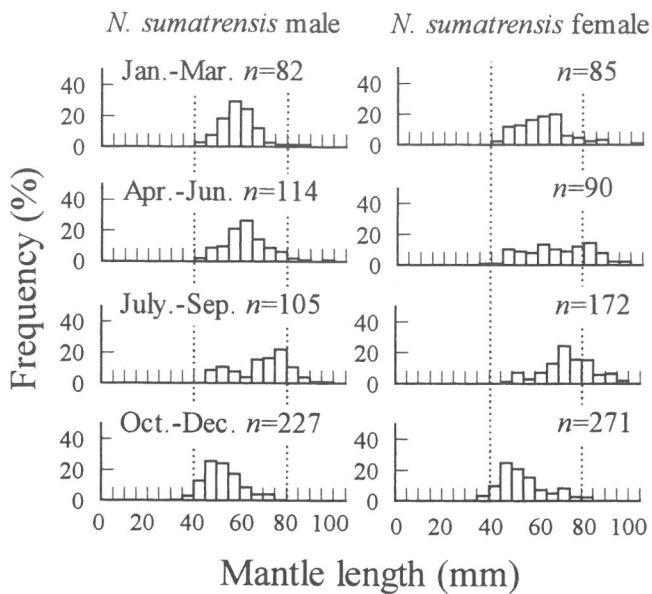 N. sumatrensis male
N. sumatrensis female
Frequency (%)
40
20
0
Jan.-Mar. n=82
40
20
0
n=85
40
20
0
Apr.-Jun. n=114
40
20
0
n=90
40
20
0
July.-Sep. n=105
40
20
0
n=172
40
20
0
Oct.-Dec. n=227
40
20
0
n=271
0 20 40 60 80 100
0 20 40 60 80 100
Mantle length (mm)